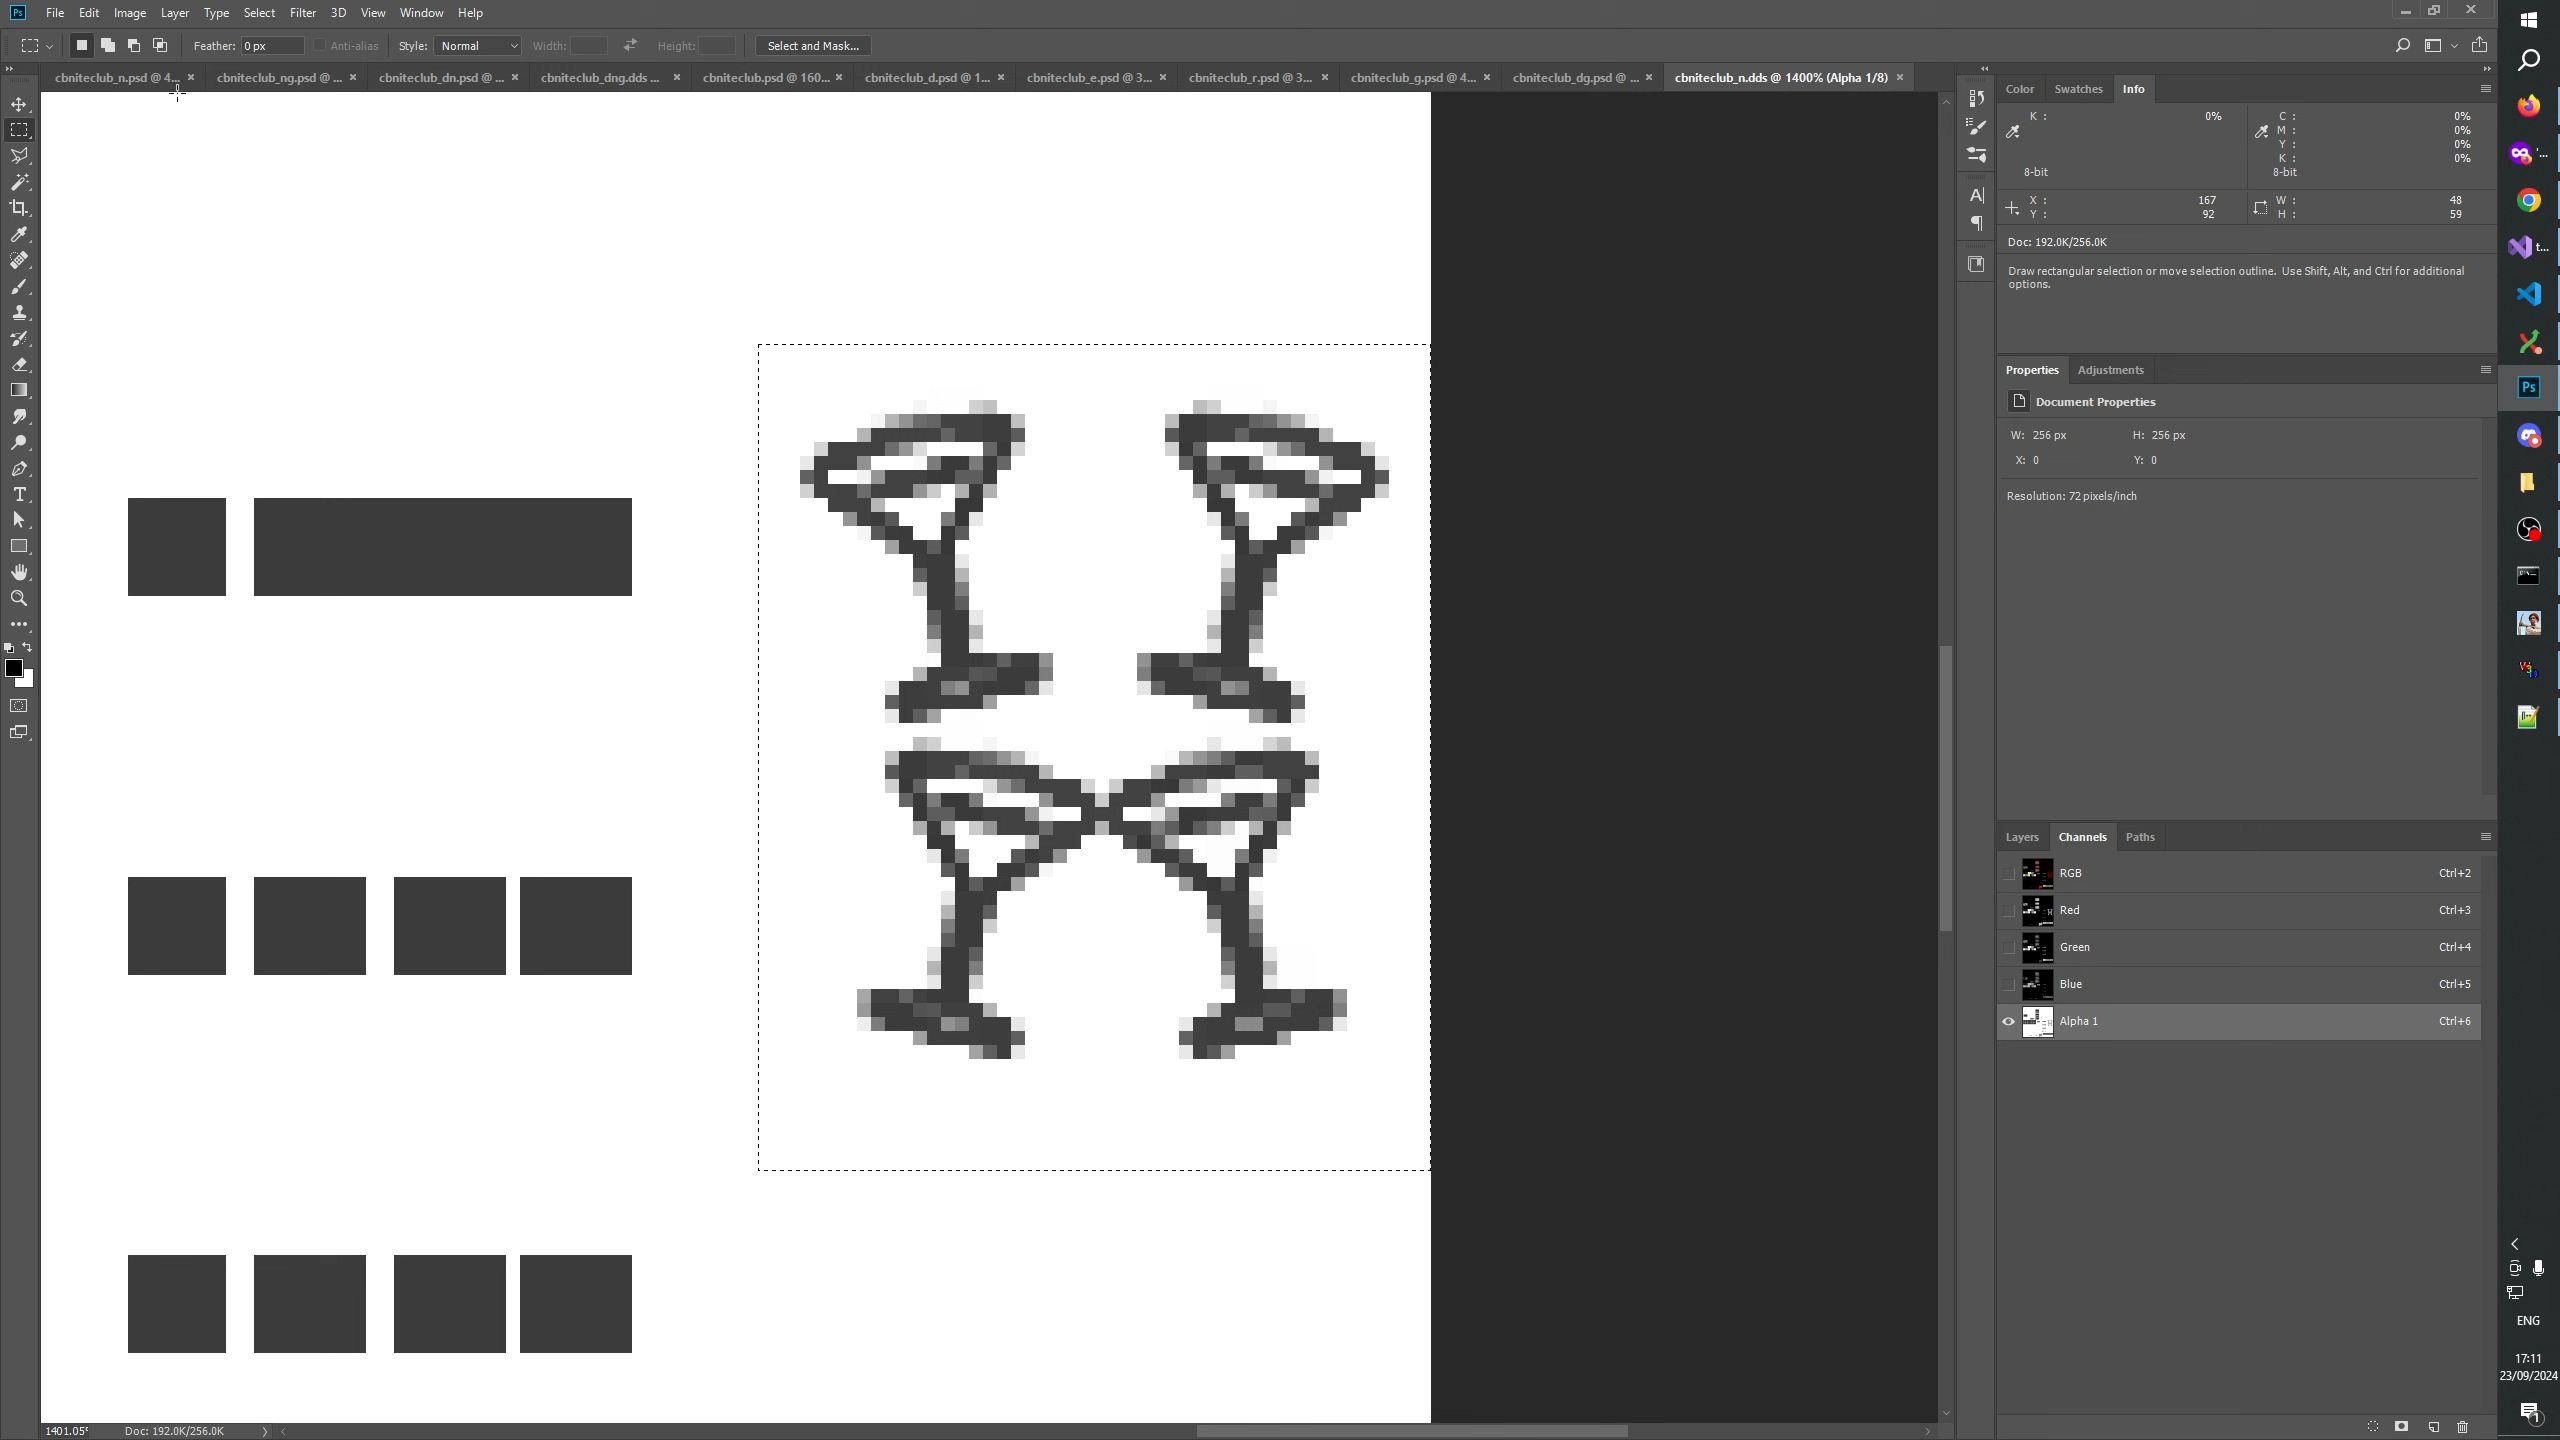 Ps File Edit Image Layer Type Select Filter 3D View Window Help
Feather: 0 px Anti-alias Style: Normal Width: Height: Select and Mask...
cbniteclub_n.psd @ 4... × cbniteclub_ng.psd @ ... × cbniteclub_dn.psd @ ... × cbniteclub_dng.psd ... × cbniteclub.psd @ 160... × cbniteclub_d.psd @ 1... × cbniteclub_e.psd @ 3... × cbniteclub_r.psd @ 3... × cbniteclub_g.psd @ 4... × cbniteclub_dg.psd @ ... × cbniteclub_n.dds @ 1400% (Alpha 1/8) ×
Color Swatches Info
K : 0% C : 0%
M : 0%
Y : 0%
K : 0%
8-bit 8-bit
X : 167 W : 48
Y : 92 H : 59
Doc: 192.0K/256.0K
Draw rectangular selection or move selection outline. Use Shift, Alt, and Ctrl for additional
options.
Properties Adjustments
Document Properties
W: 256 px H: 256 px
X: 0 Y: 0
Resolution: 72 pixels/inch
Layers Channels Paths
RGB Ctrl+2
Red Ctrl+3
Green Ctrl+4
Blue Ctrl+5
Alpha 1 Ctrl+6
1401.05% Doc: 192.0K/256.0K
t...
Ps
ENG
17:11
23/09/2024
1